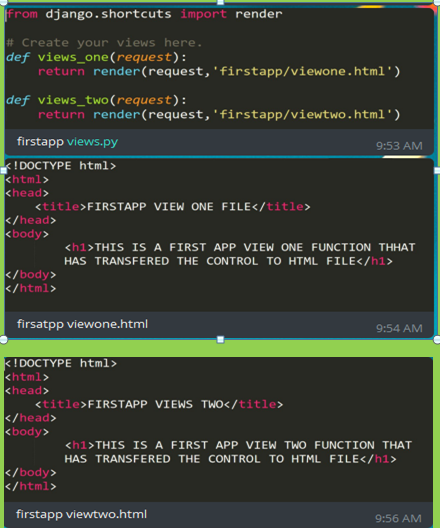 from django.shortcuts import render
# Create your views here.
def views_one(request):
return render(request,'firstapp/viewone.html')
def views_two(request):
return render(request,'firstapp/viewtwo.html')
firstapp views.py
9:53 AM
<!DOCTYPE html>
<html>
<head>
<title>FIRSTAPP VIEW ONE FILE</title>
</head>
<body>
<h1>THIS IS A FIRST APP VIEW ONE FUNCTION THHAT
HAS TRANSFERED THE CONTROL TO HTML FILE</h1>
</body>
</html>
firsatpp viewone.html
9:54 AM
<!DOCTYPE html>
<html>
<head>
<title>FIRSTAPP VIEWS TWO</title>
</head>
<body>
<h1>THIS IS A FIRST APP VIEW TWO FUNCTION THAT
HAS TRANSFERED THE CONTROL TO HTML FILE</h1>
</body>
</html>
firstapp viewtwo.html
9:56 AM